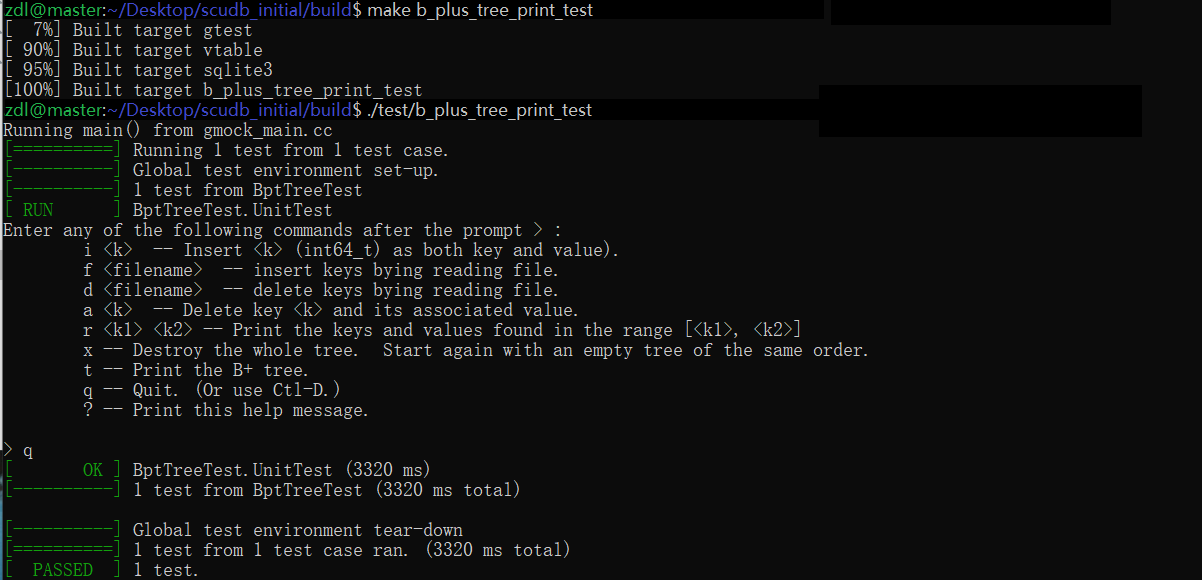 zdl@master:~/Desktop/scudb_initial/build$ make b_plus_tree_print_test
[  7%] Built target gtest
[ 90%] Built target vtable
[ 95%] Built target sqlite3
[100%] Built target b_plus_tree_print_test
zdl@master:~/Desktop/scudb_initial/build$ ./test/b_plus_tree_print_test
Running main() from gmock_main.cc
[==========] Running 1 test from 1 test case.
[----------] Global test environment set-up.
[----------] 1 test from BptTreeTest
[ RUN      ] BptTreeTest.UnitTest
Enter any of the following commands after the prompt > :
        i <k>  -- Insert <k> (int64_t) as both key and value).
        f <filename>  -- insert keys bying reading file.
        d <filename>  -- delete keys bying reading file.
        a <k>  -- Delete key <k> and its associated value.
        r <k1> <k2> -- Print the keys and values found in the range [<k1>, <k2>]
        x -- Destroy the whole tree.  Start again with an empty tree of the same order.
        t -- Print the B+ tree.
        q -- Quit. (Or use Ctl-D.)
        ? -- Print this help message.
> q
[       OK ] BptTreeTest.UnitTest (3320 ms)
[----------] 1 test from BptTreeTest (3320 ms total)
[----------] Global test environment tear-down
[==========] 1 test from 1 test case ran. (3320 ms total)
[  PASSED  ] 1 test.